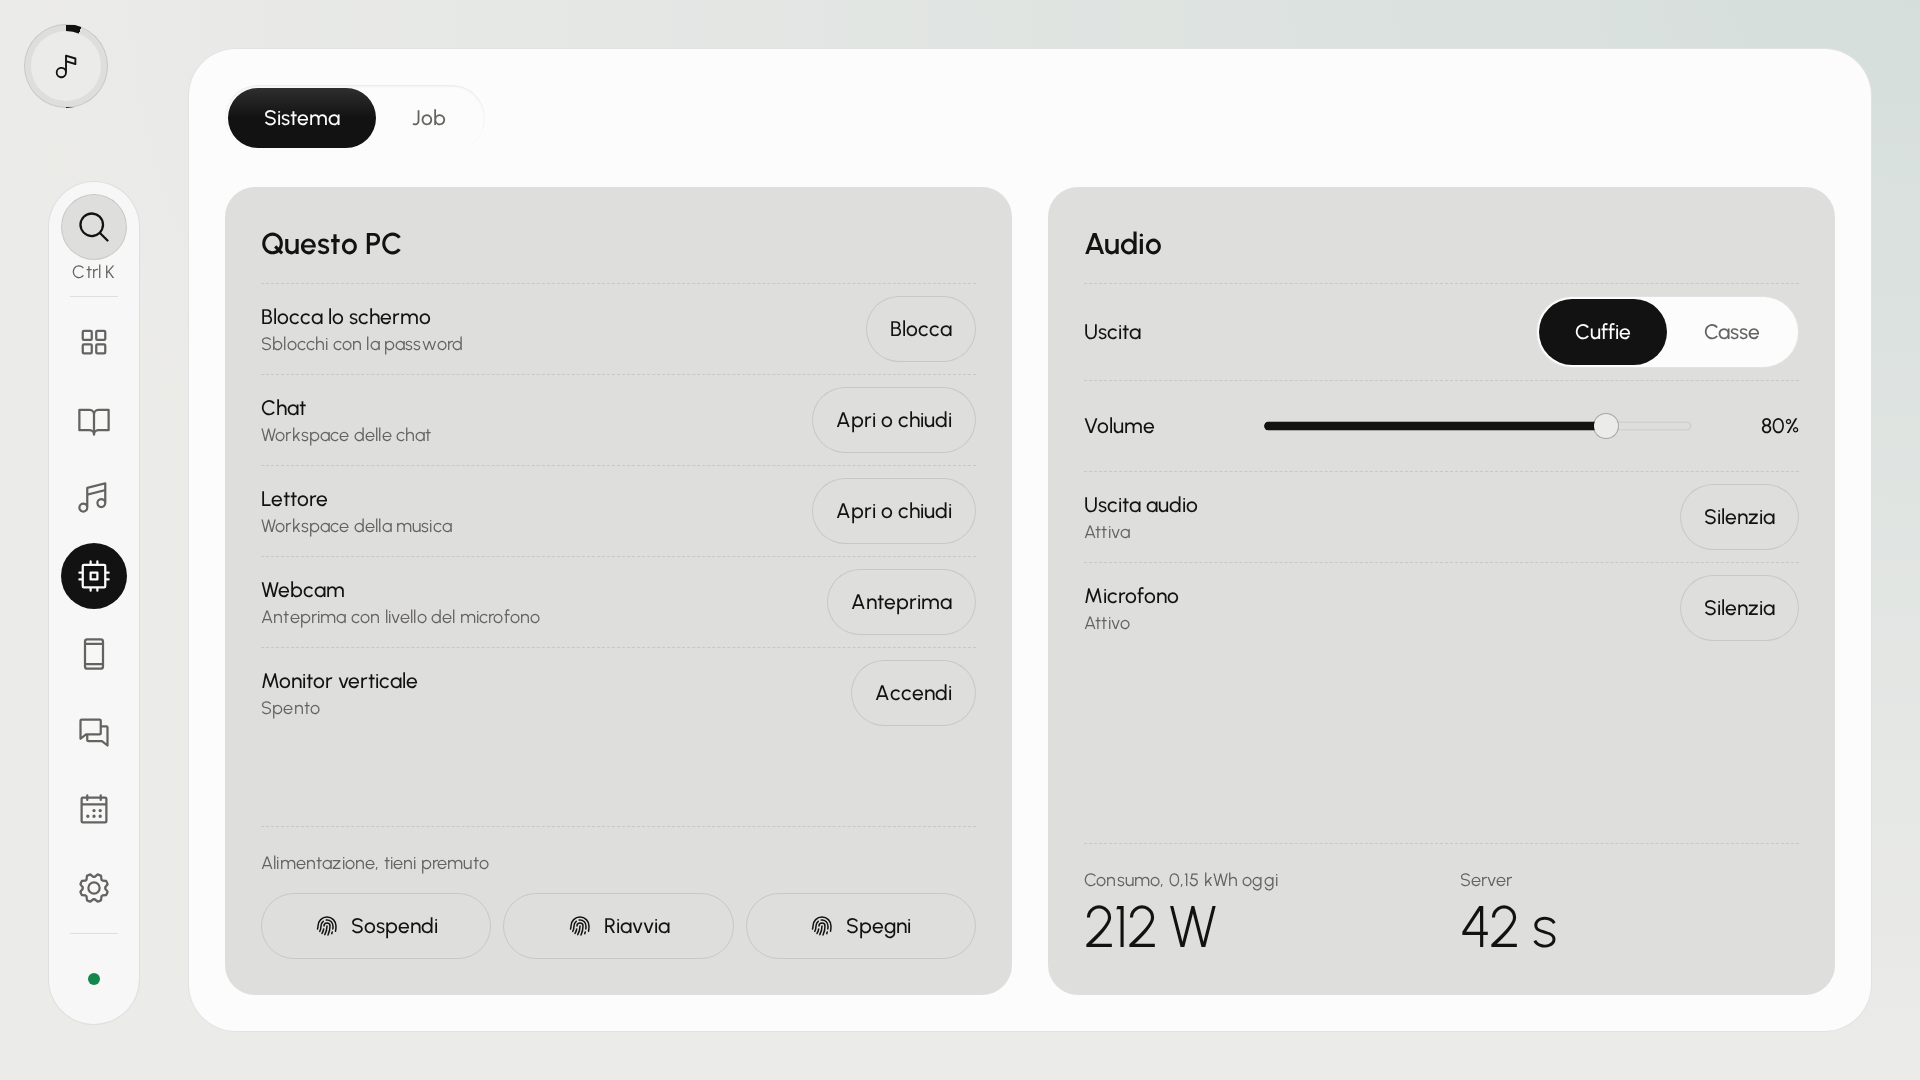 Sistema
Job
Ctrl K
Questo PC
Blocca lo schermo
Sblocchi con la password
Blocca
Chat
Workspace delle chat
Apri o chiudi
Lettore
Workspace della musica
Apri o chiudi
Webcam
Anteprima con livello del microfono
Anteprima
Monitor verticale
Spento
Accendi
Alimentazione, tieni premuto
Sospendi
Riavvia
Spegni
Audio
Uscita
Cuffie
Casse
Volume
80%
Uscita audio
Attiva
Silenzia
Microfono
Attivo
Silenzia
Consumo, 0,15 kWh oggi
212 W
Server
42 s